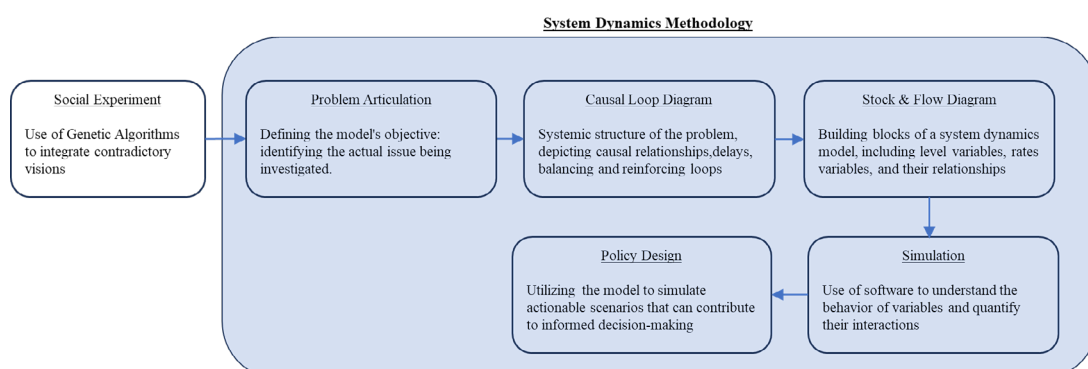 System Dynamics Methodology
Social Experiment
Use of Genetic Algorithms
to integrate contradictory
visions
Problem Articulation
Defining the model's objective:
identifying the actual issue being
investigated.
Causal Loop Diagram
Systemic structure of the problem,
depicting causal relationships,delays,
balancing and reinforcing loops
Stock & Flow Diagram
Building blocks of a system dynamics
model, including level variables, rates
variables, and their relationships
Policy Design
Utilizing the model to simulate
actionable scenarios that can contribute
to informed decision-making
Simulation
Use of software to understand the
behavior of variables and quantify
their interactions